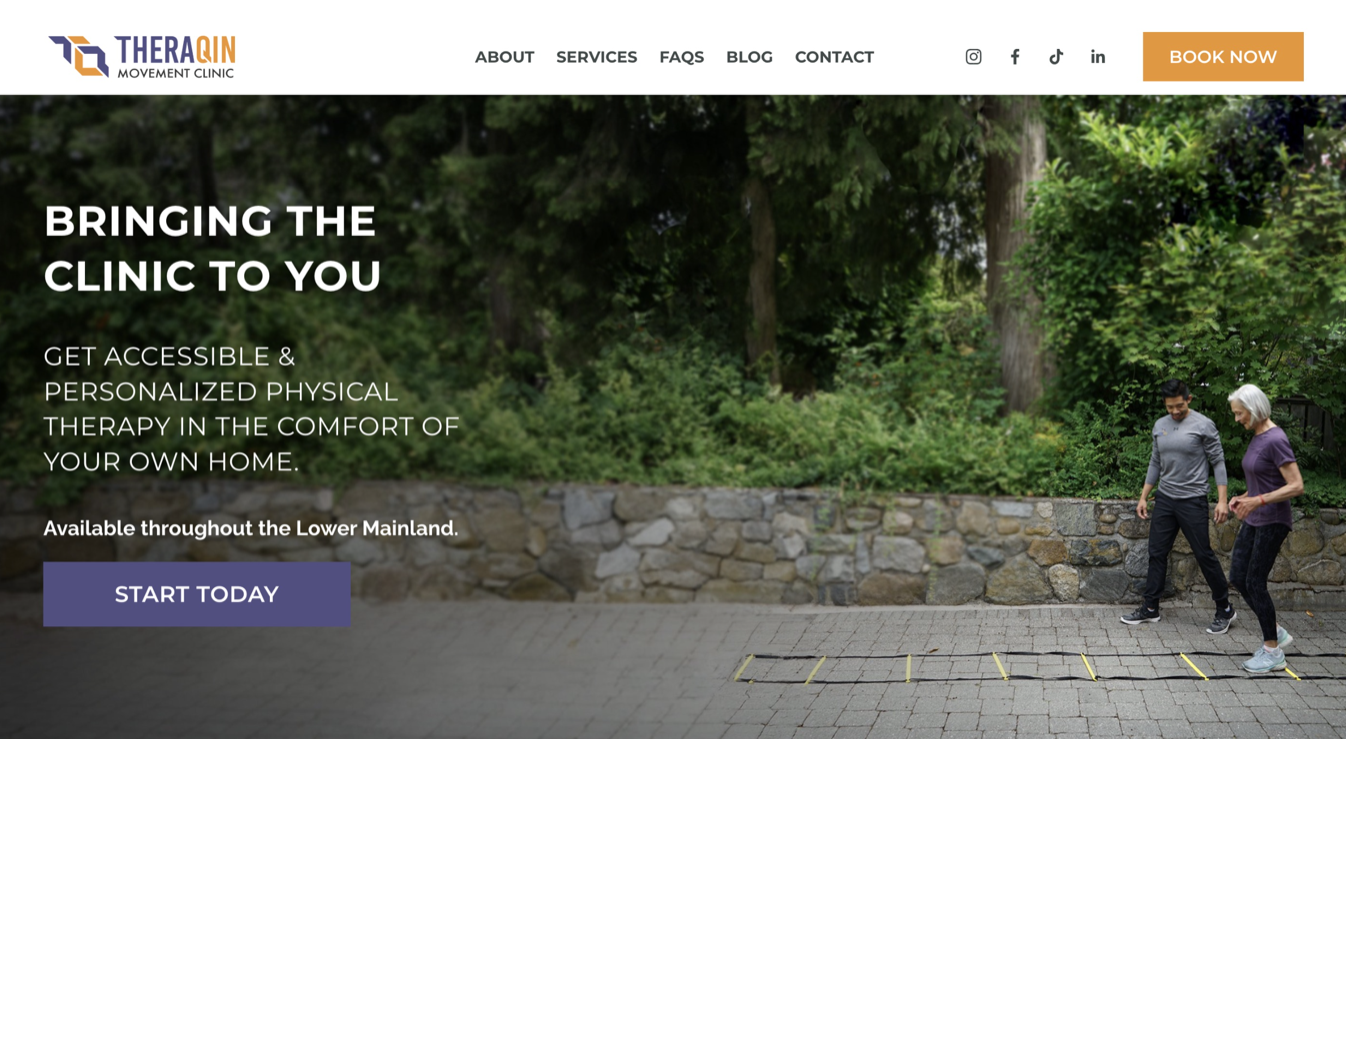 THERAQIN
MOVEMENT CLINIC
ABOUT SERVICES FAQS BLOG CONTACT
BOOK NOW
BRINGING THE
CLINIC TO YOU
GET ACCESSIBLE &
PERSONALIZED PHYSICAL
THERAPY IN THE COMFORT OF
YOUR OWN HOME.
Available throughout the Lower Mainland.
START TODAY